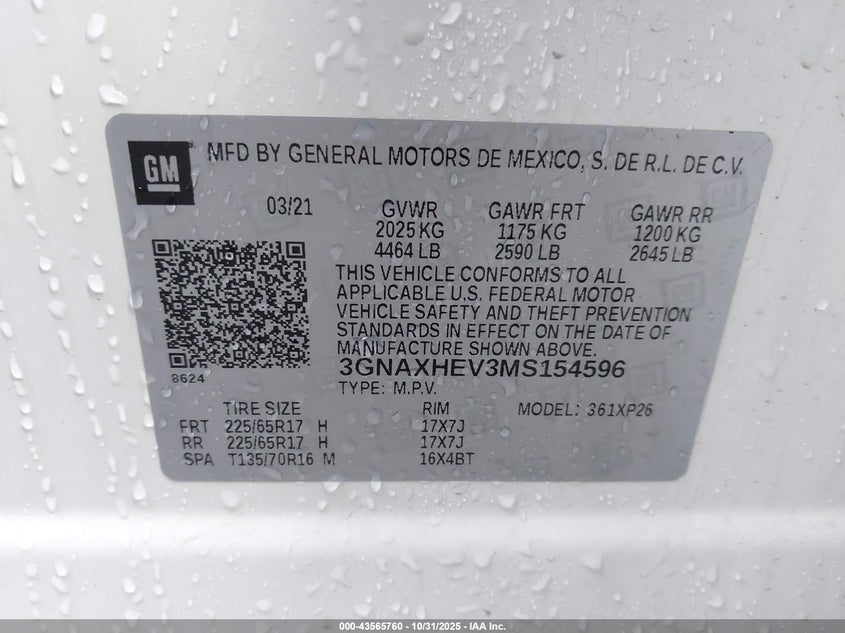 GM
MFD BY GENERAL MOTORS DE MEXICO, S. DE R.L. DE C.V.
03/21 GVWR GAWR FRT GAWR RR
2025 KG 1175 KG 1200 KG
4464 LB 2590 LB 2645 LB
THIS VEHICLE CONFORMS TO ALL
APPLICABLE U.S. FEDERAL MOTOR
VEHICLE SAFETY AND THEFT PREVENTION
STANDARDS IN EFFECT ON THE DATE OF
MANUFACTURE SHOWN ABOVE.
8624
3GNAXHEV3MS154596
TYPE: M.P.V.
TIRE SIZE RIM MODEL: 361XP26
FRT 225/65R17 H 17X7J
RR 225/65R17 H 17X7J
SPA T135/70R16 M 16X4BT
000-43565760 - 10/31/2025 - IAA Inc.